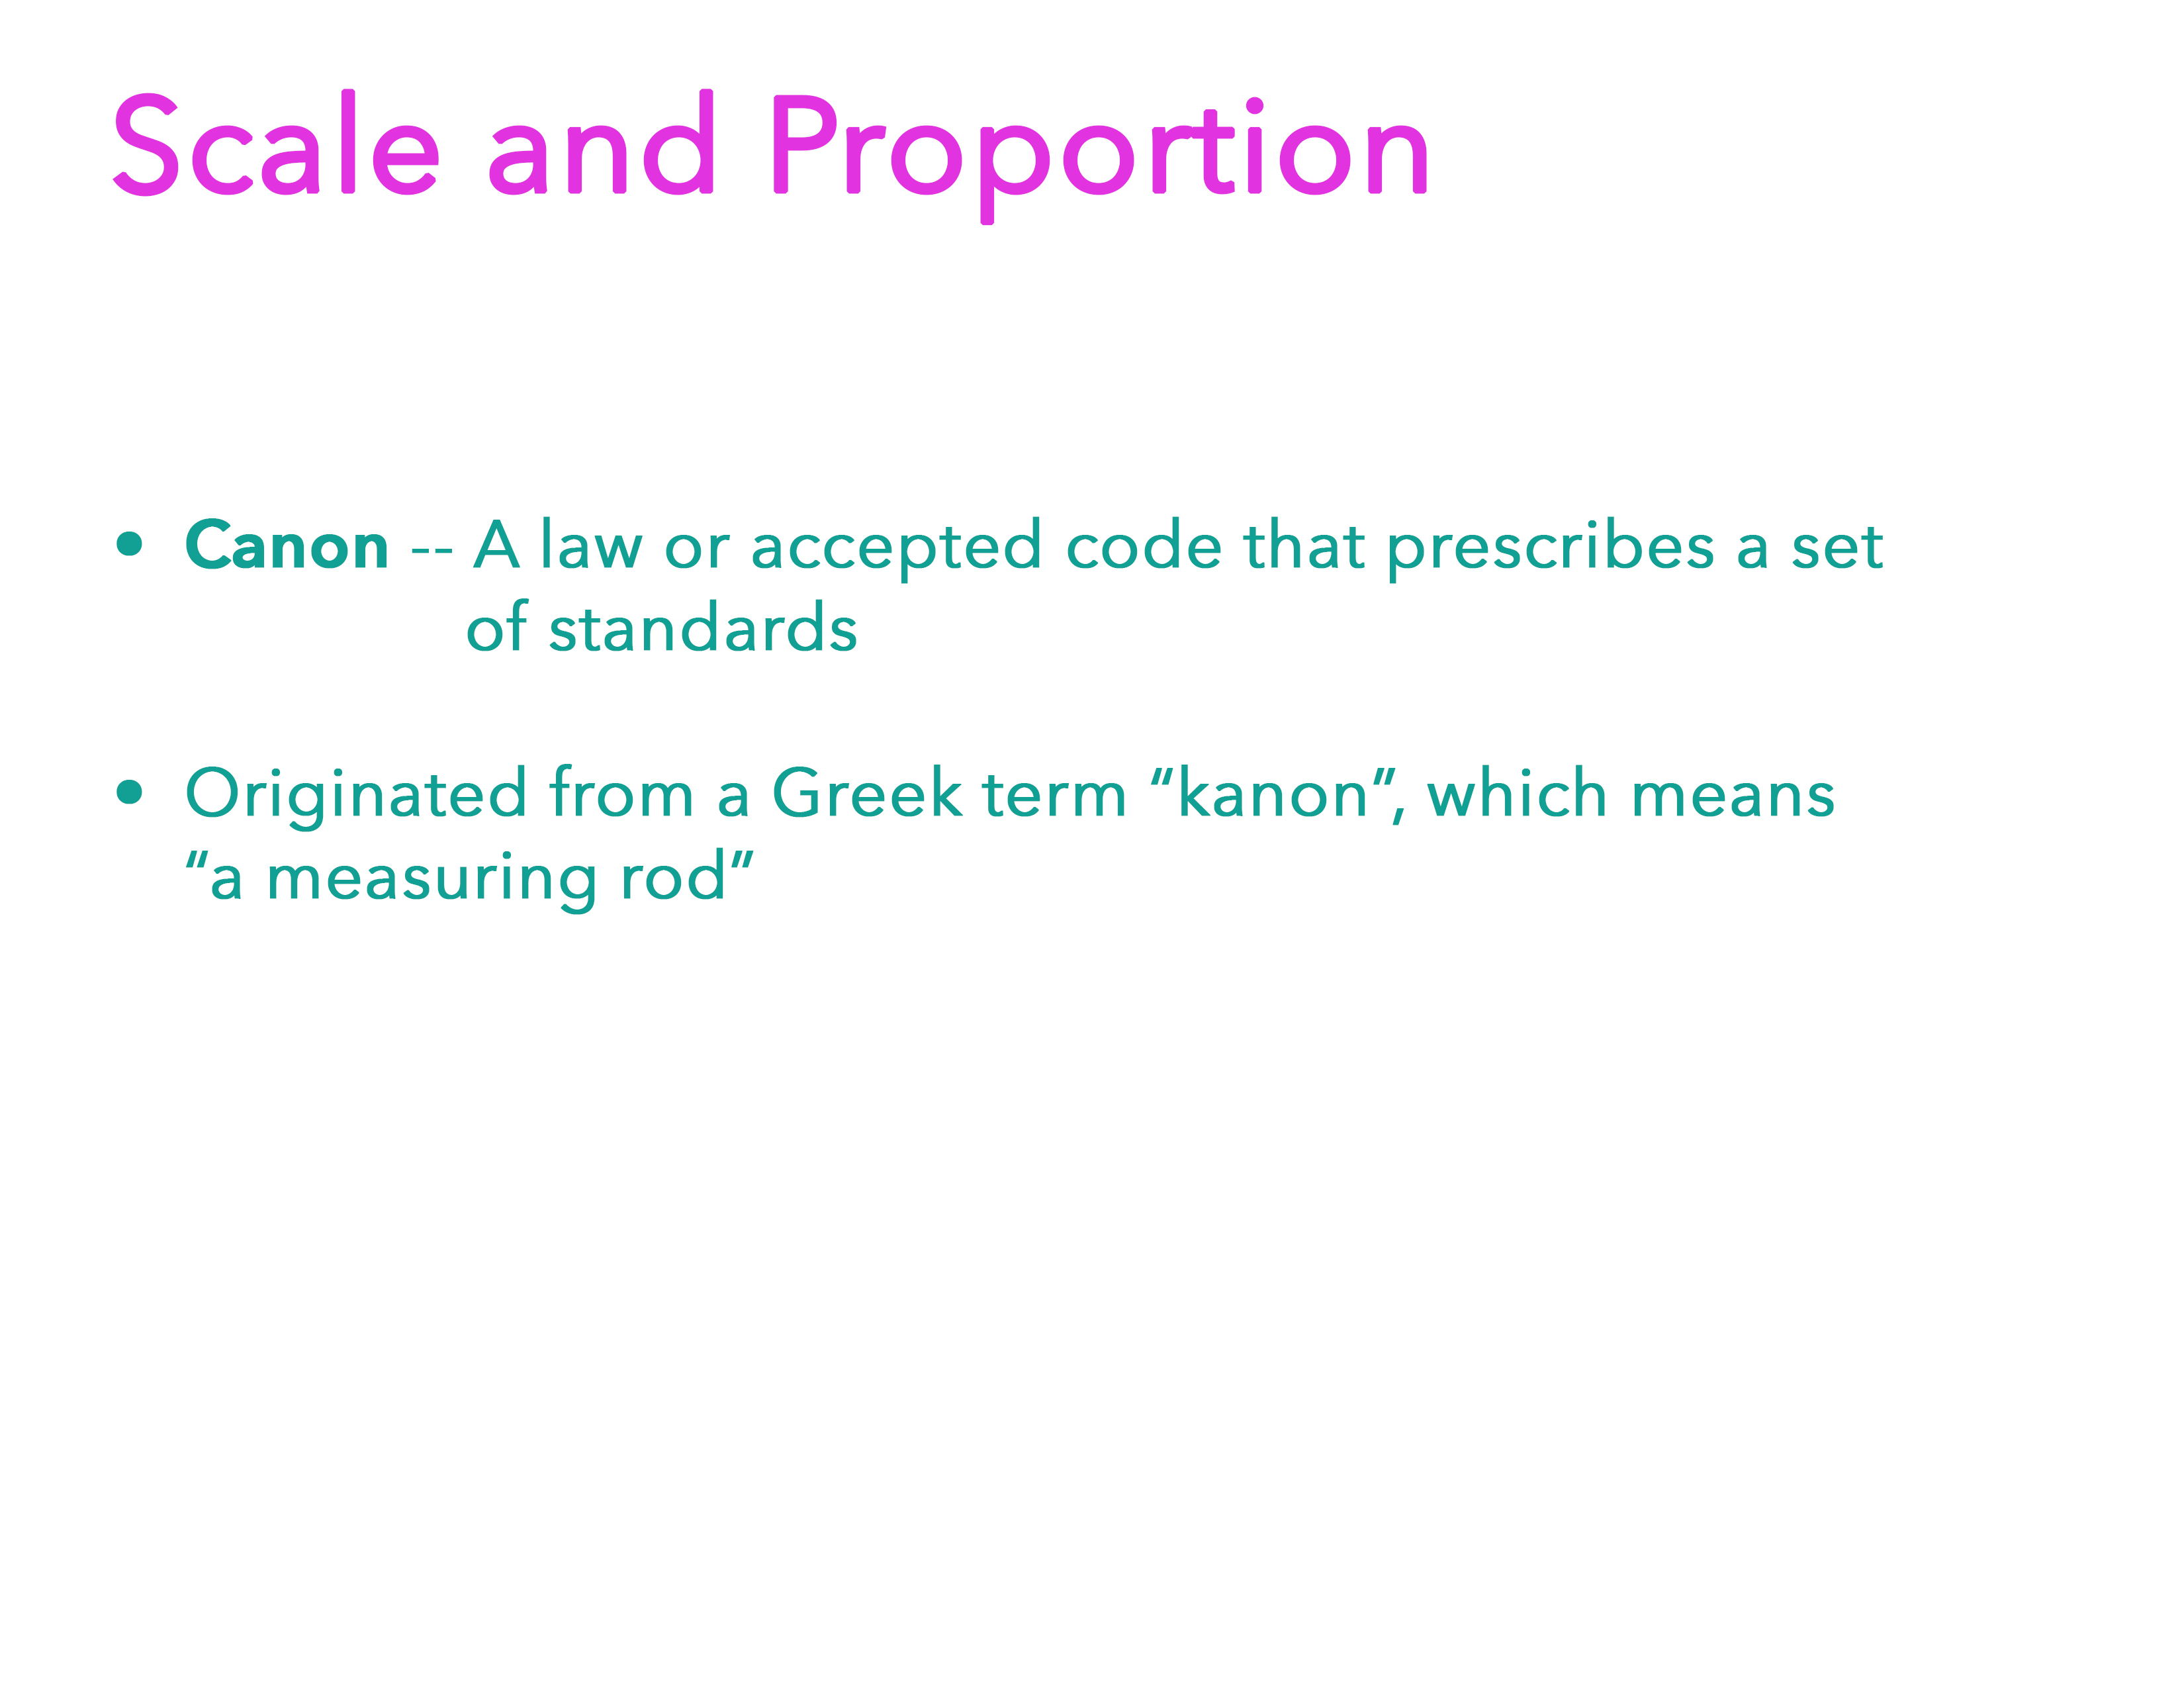 Scale and Proportion
• Canon -- A law or accepted code that prescribes a set
of standards
• Originated from a Greek term “kanon”, which means
“a measuring rod”